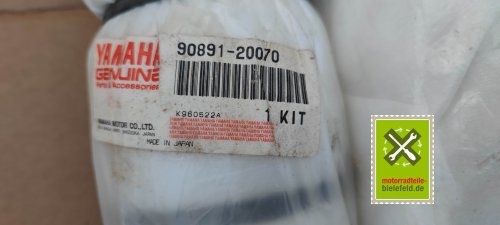 YAMAHA
GENUINE
Parts & Accessories
90891-20070
K960522A
1 KIT
YAMAHA MOTOR CO.,LTD.
MADE IN JAPAN
motorradteile-
bielefeld.de